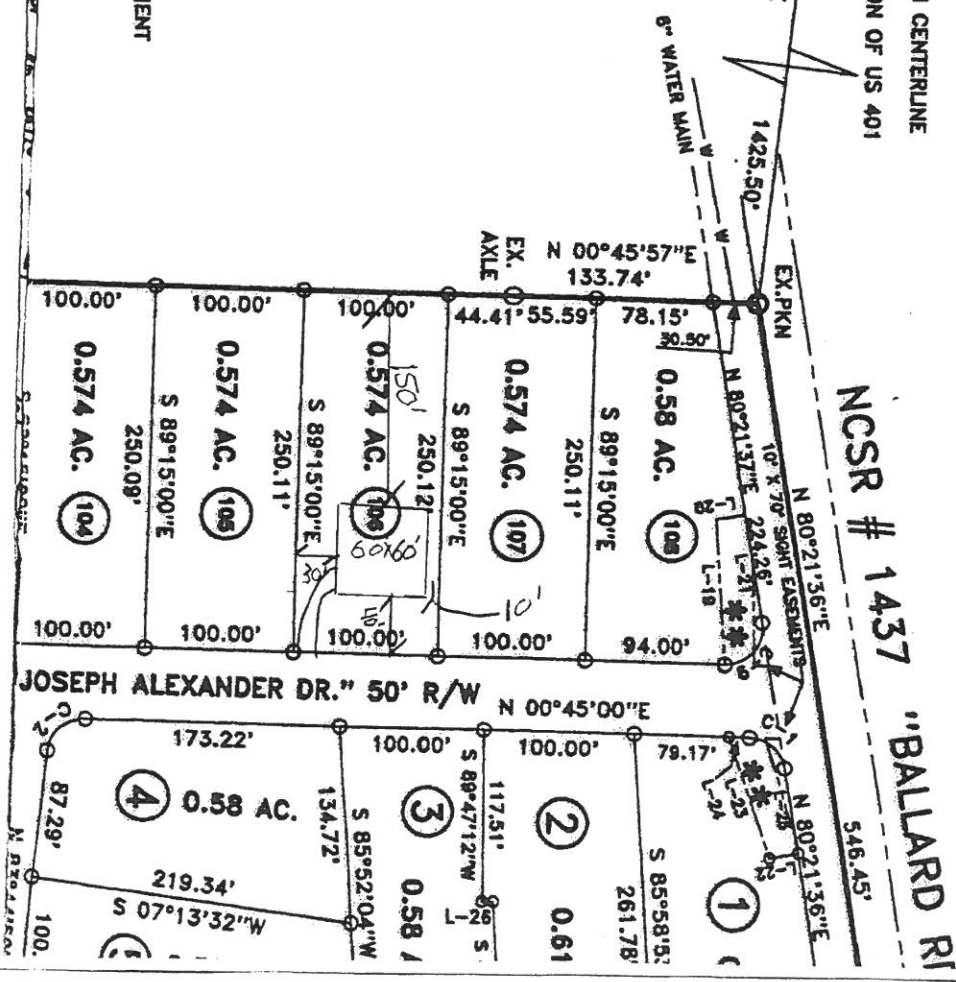 CENTERLINE
ON OF US 401
1425.50'
6" WATER MAIN
W
W
EX.PKN
NCSR # 1437 "BALLARD
N 80°21'36"E
546.45'
EX.
AXLE
N 00°45'57"E
133.74'
30.50'
N 80°21'37"E 224.26'
10' X 70' SIGHT EASEMENTS
100.00'
100.00'
100.00'
44.41'
55.59'
78.15'
0.574 AC. 104
0.574 AC. 105
0.574 AC. 106
0.574 AC. 107
0.58 AC. 108
S 89°15'00"E
250.09'
S 89°15'00"E
250.11'
S 89°15'00"E
250.12'
S 89°15'00"E
250.11'
150'
60x60'
30'
40'
10'
L-21
L-19
**
100.00'
100.00'
100.00'
100.00'
94.00'
JOSEPH ALEXANDER DR." 50' R/W
N 00°45'00"E
C-2
173.22'
100.00'
100.00'
79.17'
L-24
L-23
**
L-22
N 80°21'36"E
87.29'
4 0.58 AC.
134.72'
S 85°52'04"W
3
0.58
117.51'
S 89°47'12"W
L-26
2
0.61
S 85°58'5
261.78'
1
219.34'
S 07°13'32"W
100.